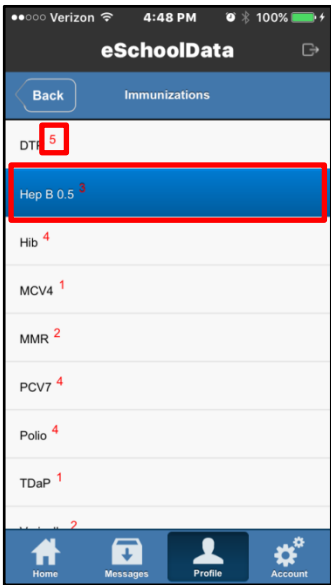 Verizon 4:48 PM 100%
eSchoolData
Back Immunizations
DTP 5
Hep B 0.5 3
Hib 4
MCV4 1
MMR 2
PCV7 4
Polio 4
TDaP 1
2
Home Messages Profile Account